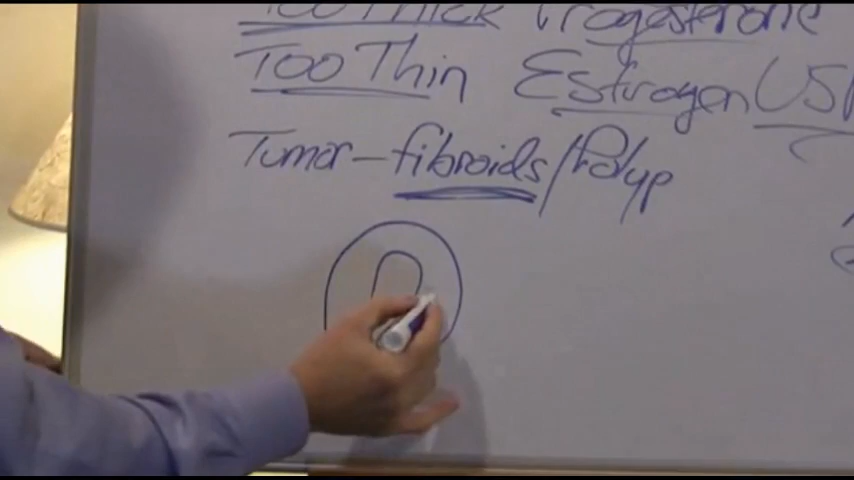 Too Thick Progesterone
Too Thin Estrogen US
Tumor - fibroids/Polyp